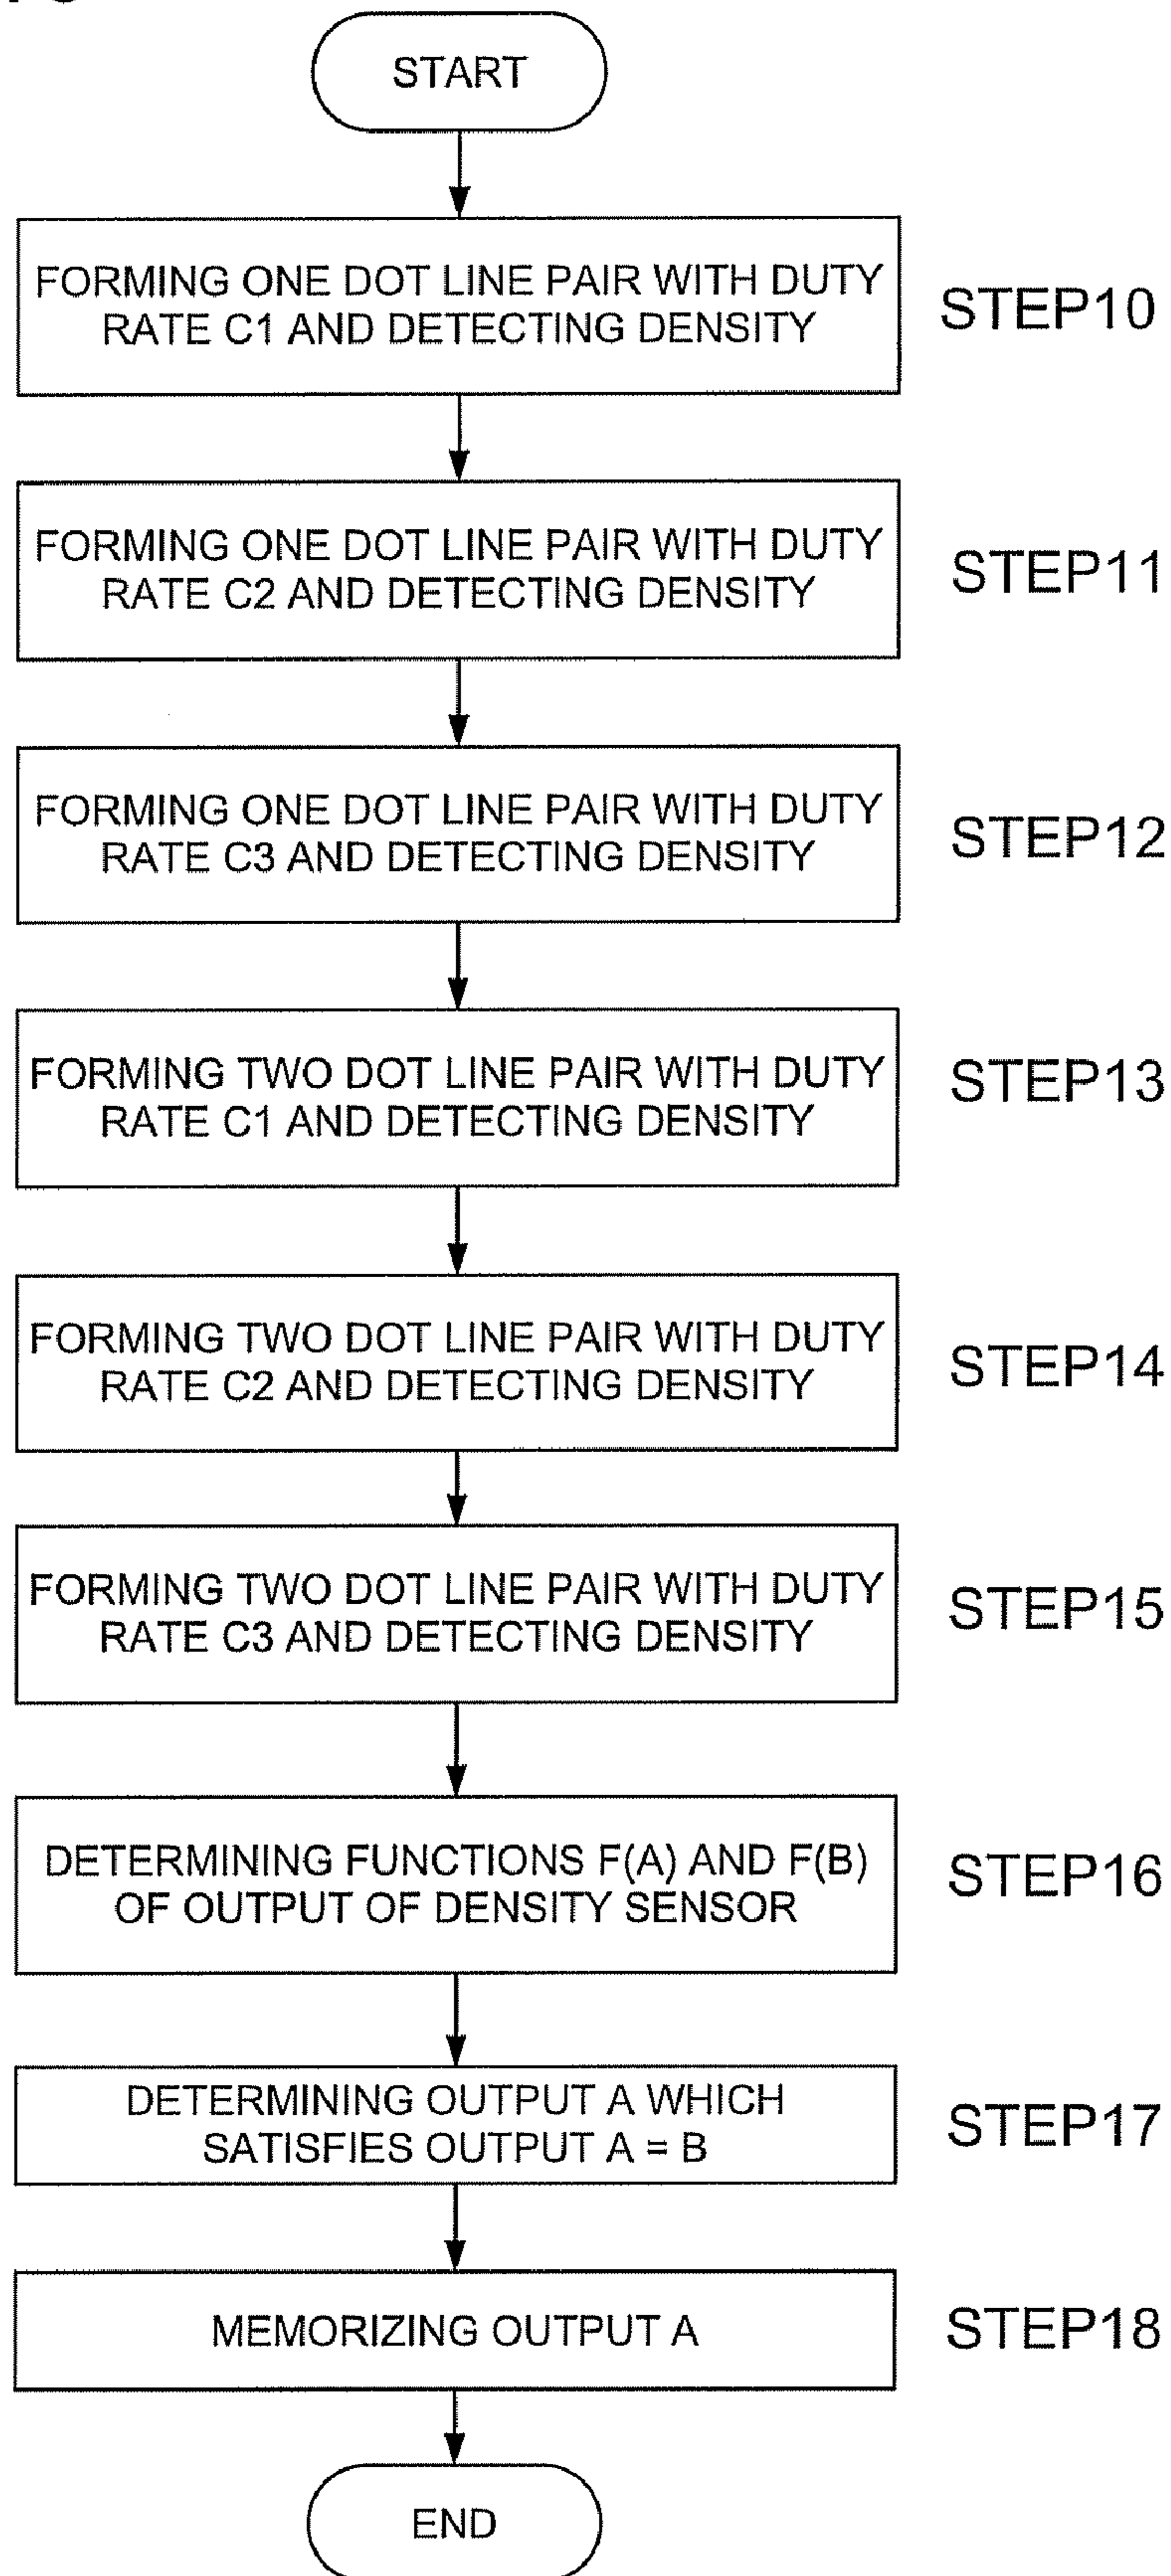 START
FORMING ONE DOT LINE PAIR WITH DUTY
RATE C1 AND DETECTING DENSITY
STEP10
FORMING ONE DOT LINE PAIR WITH DUTY
RATE C2 AND DETECTING DENSITY
STEP11
FORMING ONE DOT LINE PAIR WITH DUTY
RATE C3 AND DETECTING DENSITY
STEP12
FORMING TWO DOT LINE PAIR WITH DUTY
RATE C1 AND DETECTING DENSITY
STEP13
FORMING TWO DOT LINE PAIR WITH DUTY
RATE C2 AND DETECTING DENSITY
STEP14
FORMING TWO DOT LINE PAIR WITH DUTY
RATE C3 AND DETECTING DENSITY
STEP15
DETERMINING FUNCTIONS F(A) AND F(B)
OF OUTPUT OF DENSITY SENSOR
STEP16
DETERMINING OUTPUT A WHICH
SATISFIES OUTPUT A = B
STEP17
MEMORIZING OUTPUT A
STEP18
END